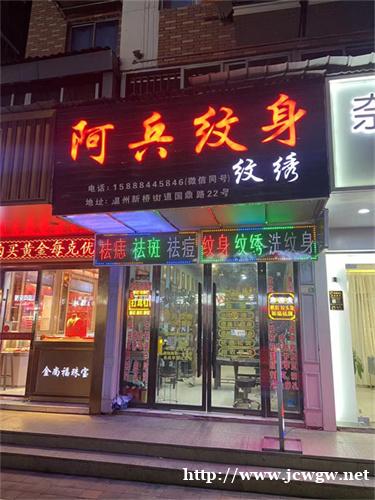 阿兵纹身
纹绣
电话:15888445846(微信同号)
地址:温州新桥街道国鼎路22号
祛痣 祛斑 祛痘 纹身 纹绣 洗纹身
金尚福珠宝
http://www.jcwgw.net